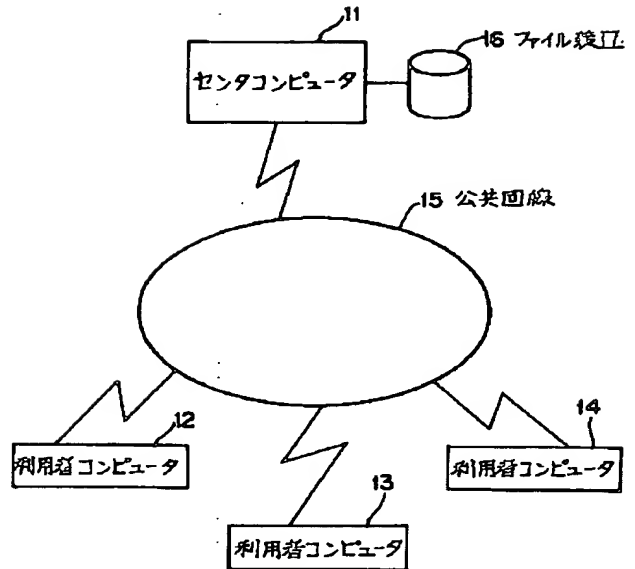 11
16 ファイル装置
センタコンピュータ
15 公共回線
12
利用者コンピュータ
14
利用者コンピュータ
13
利用者コンピュータ